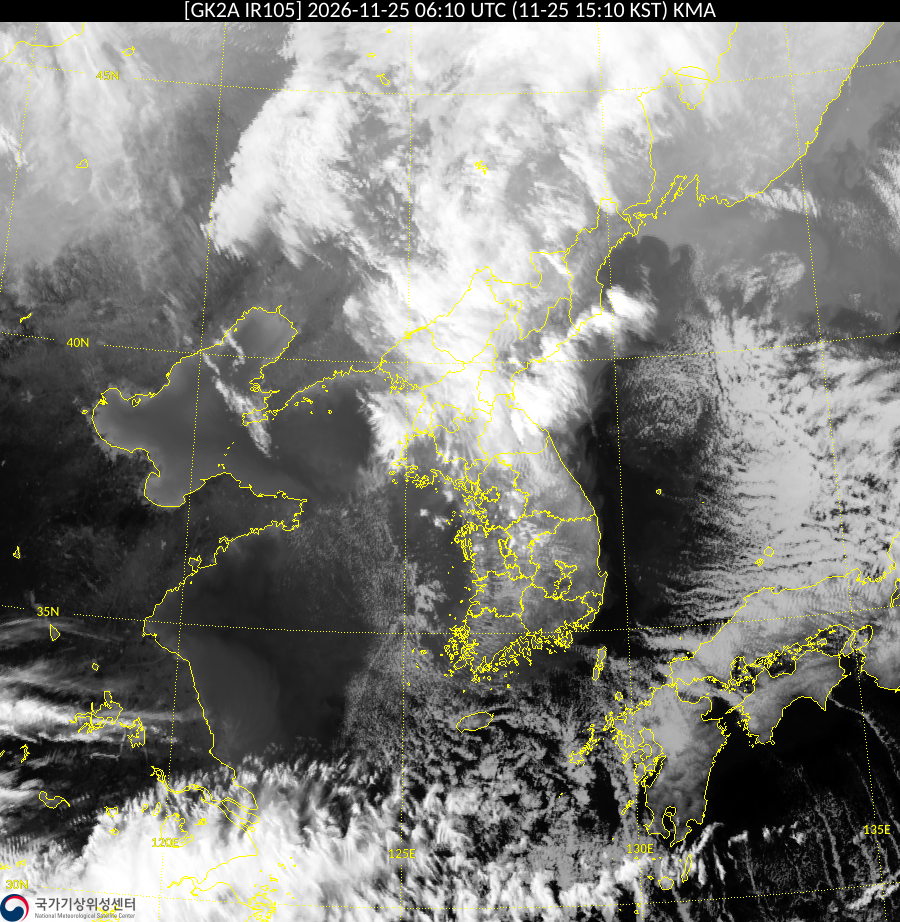 [GK2A IR105] 2026-11-25 06:10 UTC (11-25 15:10 KST) KMA
45N
40N
35N
120E
125E
130E
135E
30N
국가기상위성센터
National Meteorological Satellite Center